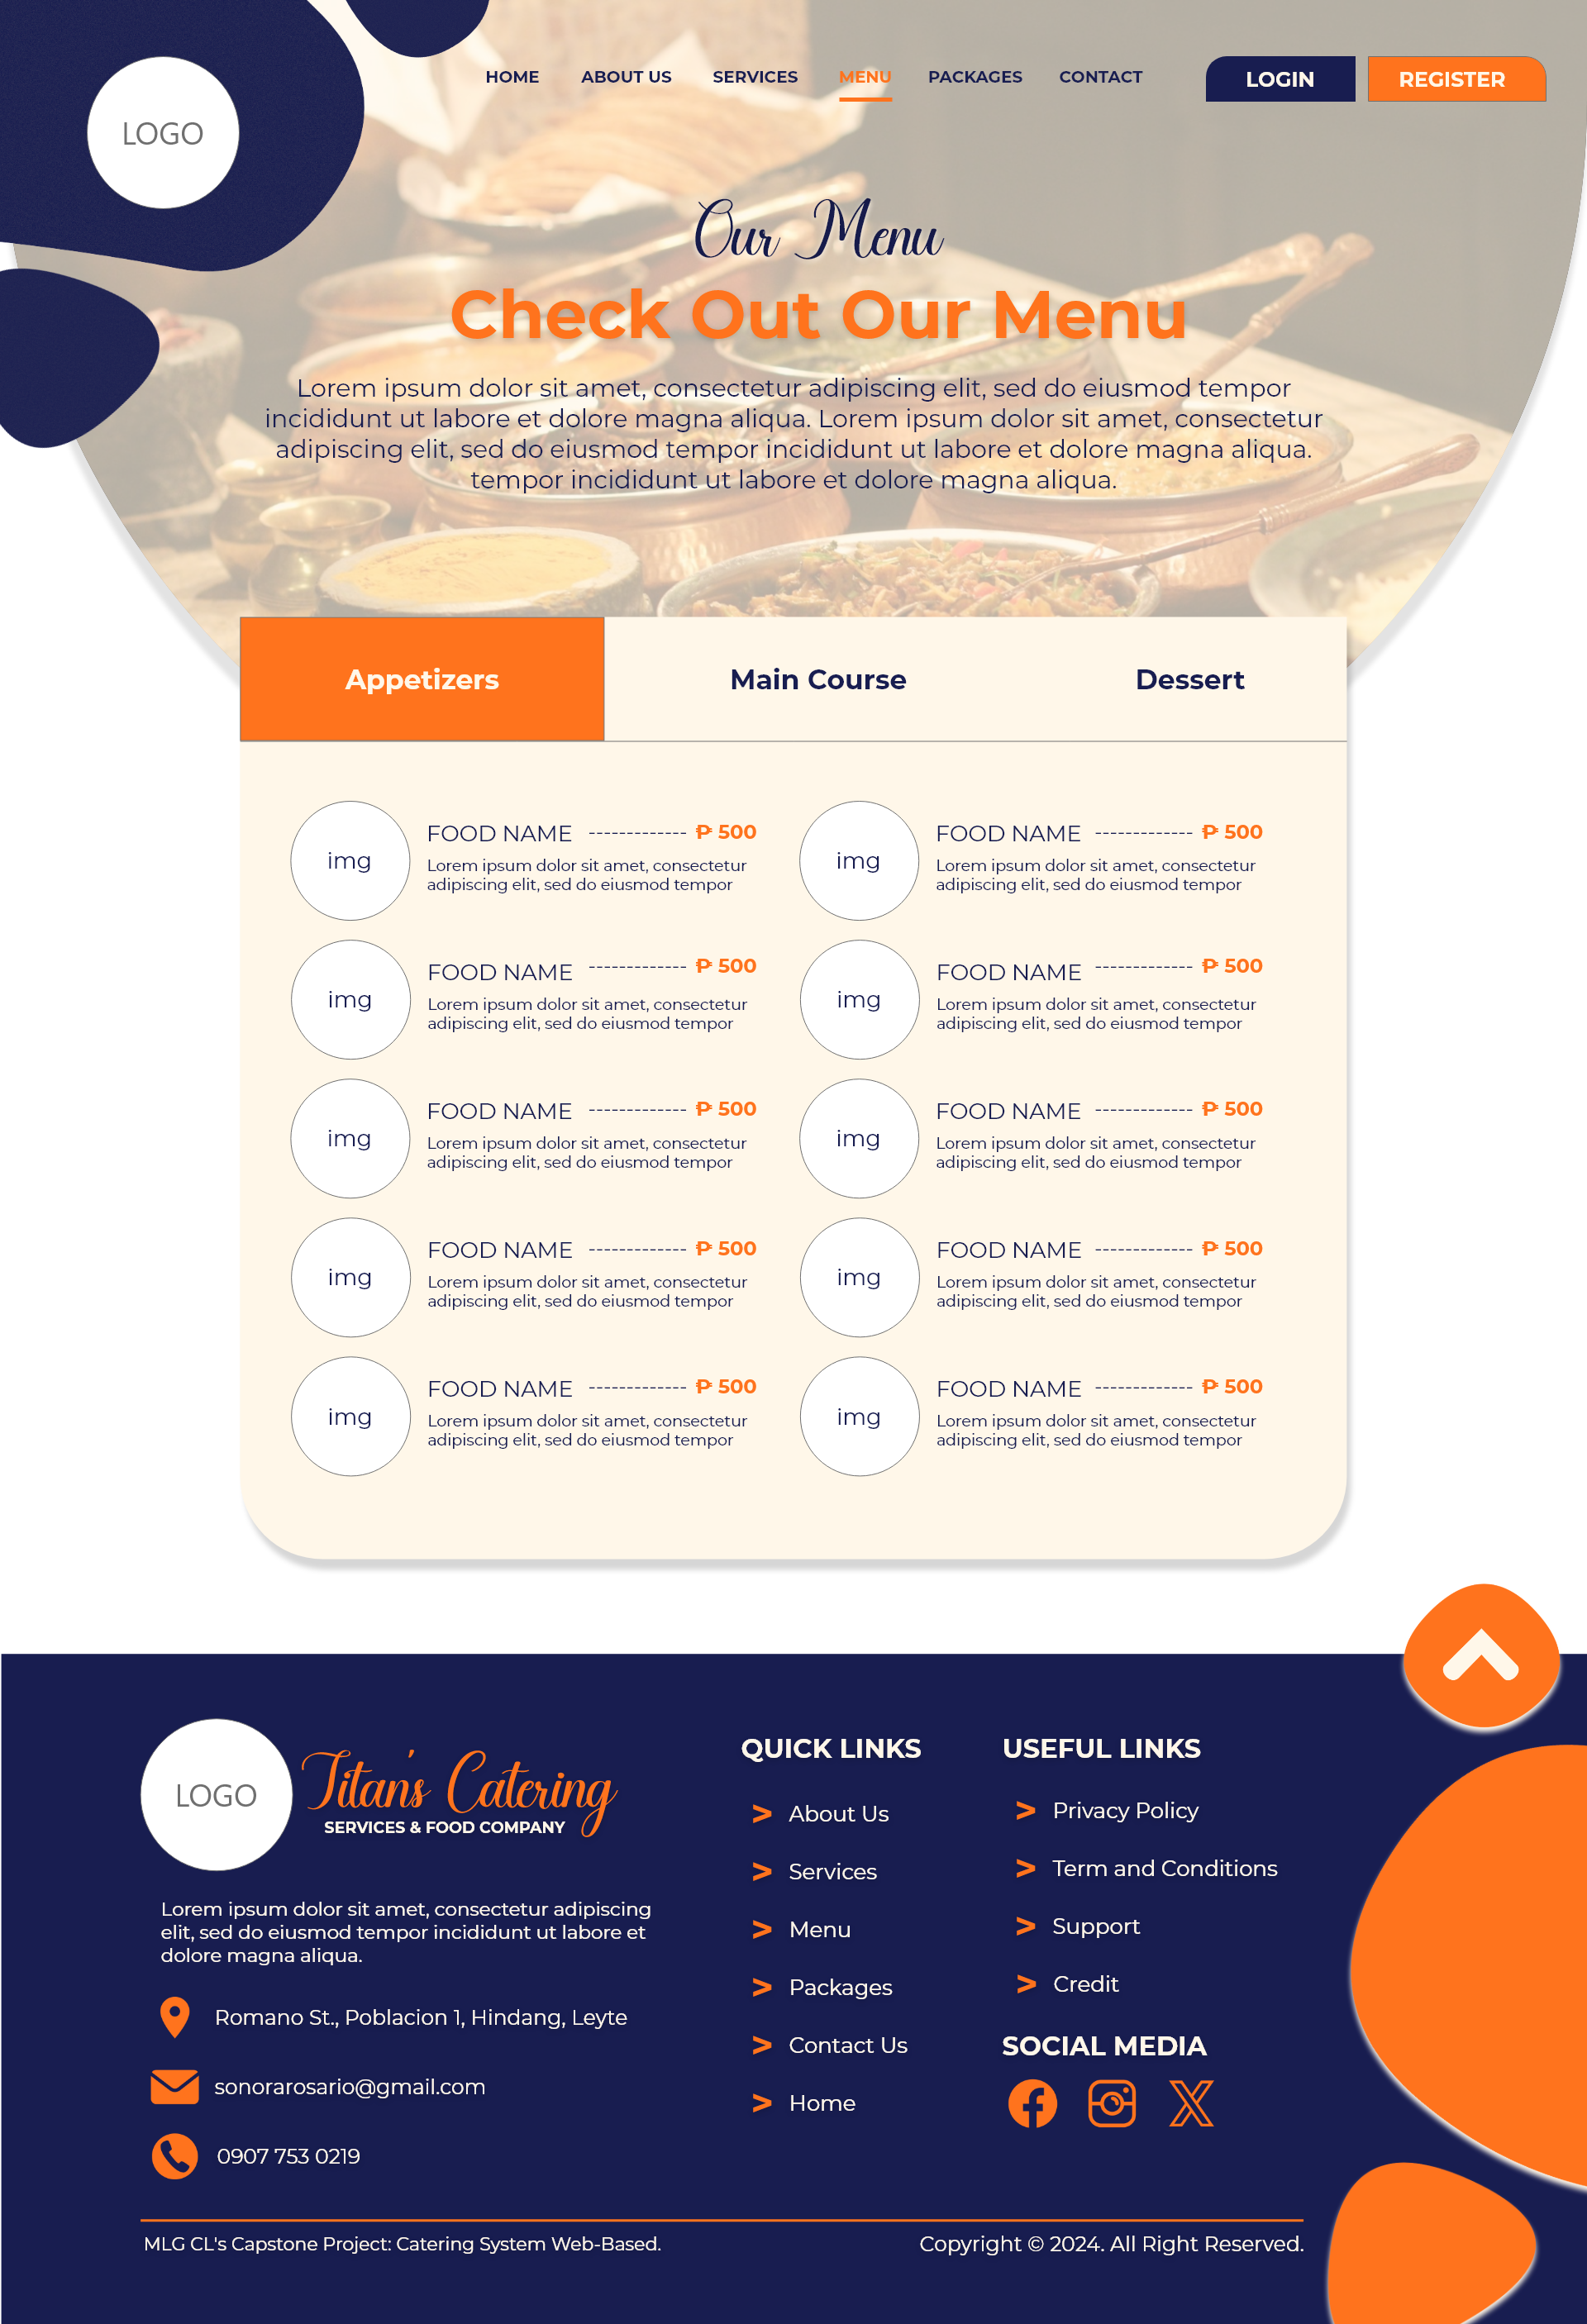 LOGO
HOME ABOUT US SERVICES MENU PACKAGES CONTACT LOGIN REGISTER
Our Menu
Check Out Our Menu
Lorem ipsum dolor sit amet, consectetur adipiscing elit, sed do eiusmod tempor
incididunt ut labore et dolore magna aliqua. Lorem ipsum dolor sit amet, consectetur
adipiscing elit, sed do eiusmod tempor incididunt ut labore et dolore magna aliqua.
tempor incididunt ut labore et dolore magna aliqua.
Appetizers Main Course Dessert
img
FOOD NAME ------------- ₱ 500
Lorem ipsum dolor sit amet, consectetur
adipiscing elit, sed do eiusmod tempor
img
FOOD NAME ------------- ₱ 500
Lorem ipsum dolor sit amet, consectetur
adipiscing elit, sed do eiusmod tempor
img
FOOD NAME ------------- ₱ 500
Lorem ipsum dolor sit amet, consectetur
adipiscing elit, sed do eiusmod tempor
img
FOOD NAME ------------- ₱ 500
Lorem ipsum dolor sit amet, consectetur
adipiscing elit, sed do eiusmod tempor
img
FOOD NAME ------------- ₱ 500
Lorem ipsum dolor sit amet, consectetur
adipiscing elit, sed do eiusmod tempor
img
FOOD NAME ------------- ₱ 500
Lorem ipsum dolor sit amet, consectetur
adipiscing elit, sed do eiusmod tempor
img
FOOD NAME ------------- ₱ 500
Lorem ipsum dolor sit amet, consectetur
adipiscing elit, sed do eiusmod tempor
img
FOOD NAME ------------- ₱ 500
Lorem ipsum dolor sit amet, consectetur
adipiscing elit, sed do eiusmod tempor
img
FOOD NAME ------------- ₱ 500
Lorem ipsum dolor sit amet, consectetur
adipiscing elit, sed do eiusmod tempor
img
FOOD NAME ------------- ₱ 500
Lorem ipsum dolor sit amet, consectetur
adipiscing elit, sed do eiusmod tempor
LOGO
Titan's Catering
SERVICES & FOOD COMPANY
Lorem ipsum dolor sit amet, consectetur adipiscing
elit, sed do eiusmod tempor incididunt ut labore et
dolore magna aliqua.
Romano St., Poblacion 1, Hindang, Leyte
sonorarosario@gmail.com
0907 753 0219
QUICK LINKS
> About Us
> Services
> Menu
> Packages
> Contact Us
> Home
USEFUL LINKS
> Privacy Policy
> Term and Conditions
> Support
> Credit
SOCIAL MEDIA
MLG CL's Capstone Project: Catering System Web-Based.
Copyright © 2024. All Right Reserved.